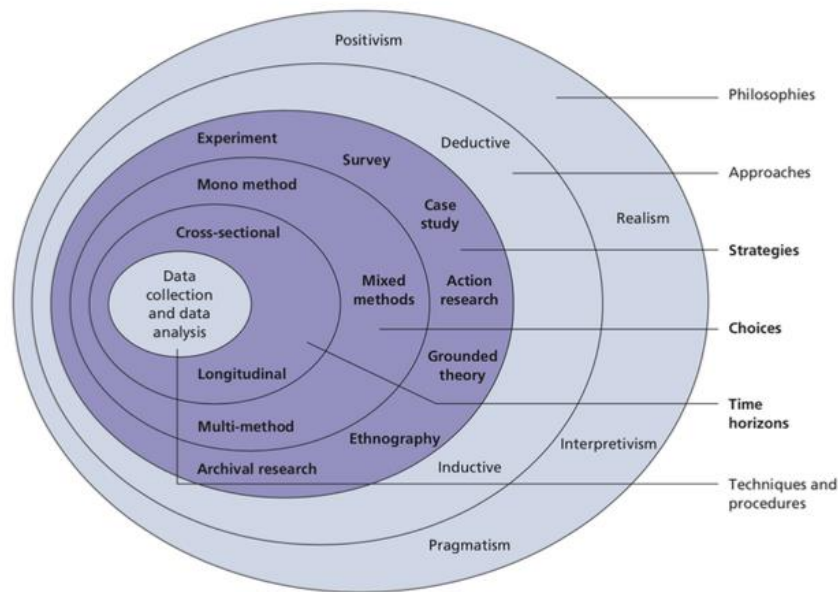 Positivism
Philosophies
Experiment
Deductive
Survey
Approaches
Mono method
Case
study
Realism
Cross-sectional
Strategies
Data
collection
and data
analysis
Mixed
methods
Action
research
Choices
Grounded
theory
Longitudinal
Time
horizons
Multi-method
Ethnography
Interpretivism
Archival research
Inductive
Techniques and
procedures
Pragmatism